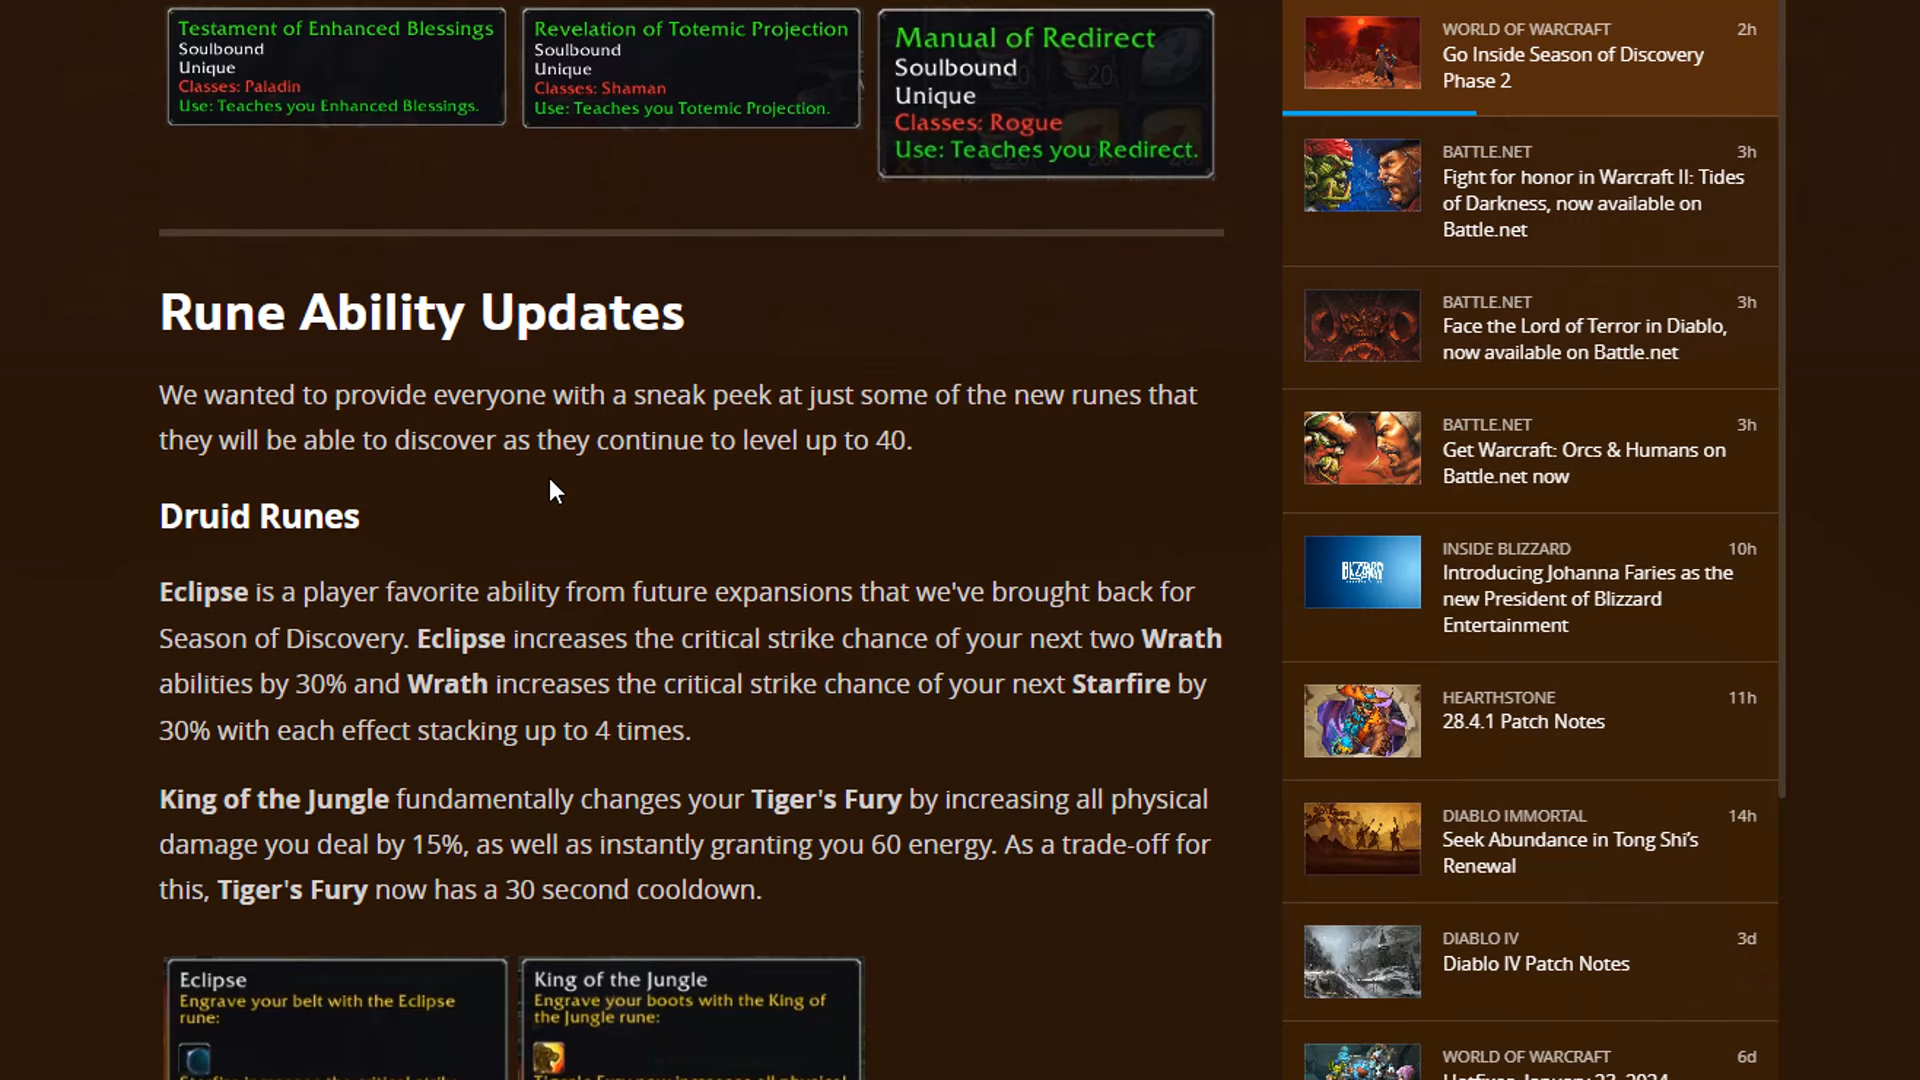 Testament of Enhanced Blessings
Soulbound
Unique
Classes: Paladin
Use: Teaches you Enhanced Blessings.
Revelation of Totemic Projection
Soulbound
Unique
Classes: Shaman
Use: Teaches you Totemic Projection.
Manual of Redirect
Soulbound
Unique
Classes: Rogue
Use: Teaches you Redirect.
Rune Ability Updates
We wanted to provide everyone with a sneak peek at just some of the new runes that
they will be able to discover as they continue to level up to 40.
Druid Runes
Eclipse is a player favorite ability from future expansions that we've brought back for
Season of Discovery. Eclipse increases the critical strike chance of your next two Wrath
abilities by 30% and Wrath increases the critical strike chance of your next Starfire by
30% with each effect stacking up to 4 times.
King of the Jungle fundamentally changes your Tiger's Fury by increasing all physical
damage you deal by 15%, as well as instantly granting you 60 energy. As a trade-off for
this, Tiger's Fury now has a 30 second cooldown.
Eclipse
Engrave your belt with the Eclipse
rune:
King of the Jungle
Engrave your boots with the King of
the Jungle rune:
WORLD OF WARCRAFT 2h
Go Inside Season of Discovery
Phase 2
BATTLE.NET 3h
Fight for honor in Warcraft II: Tides
of Darkness, now available on
Battle.net
BATTLE.NET 3h
Face the Lord of Terror in Diablo,
now available on Battle.net
BATTLE.NET 3h
Get Warcraft: Orcs & Humans on
Battle.net now
BLIZZARD
INSIDE BLIZZARD 10h
Introducing Johanna Faries as the
new President of Blizzard
Entertainment
HEARTHSTONE 11h
28.4.1 Patch Notes
DIABLO IMMORTAL 14h
Seek Abundance in Tong Shi's
Renewal
DIABLO IV 3d
Diablo IV Patch Notes
WORLD OF WARCRAFT 6d